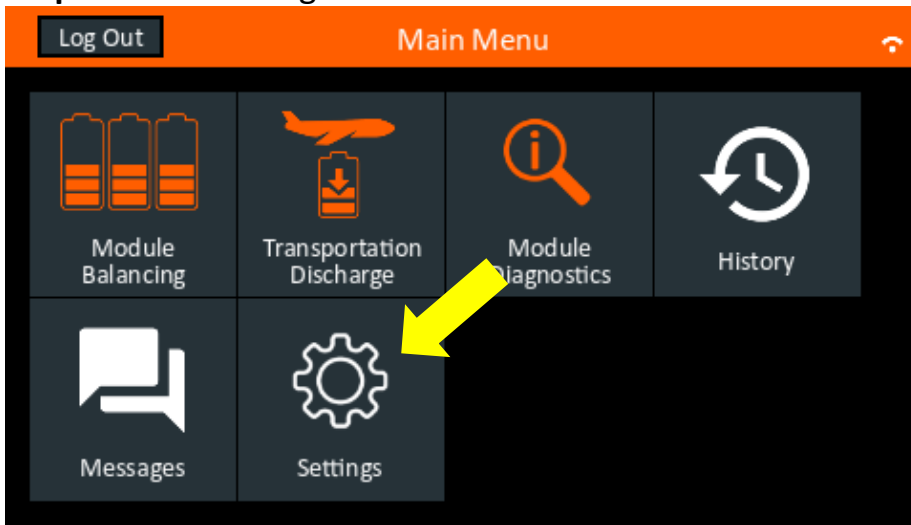 Log Out
Main Menu
Module
Balancing
Transportation
Discharge
Module
Diagnostics
History
Messages
Settings